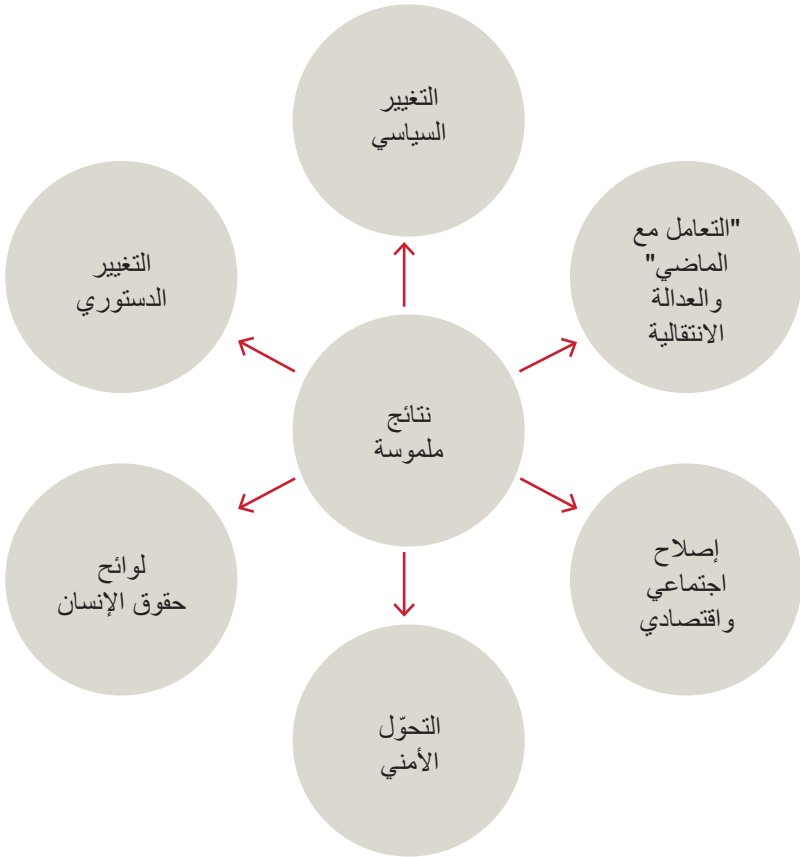 التغيير
السياسي
"التعامل مع
الماضي"
والعدالة
الانتقالية
التغيير
الدستوري
نتائج
ملموسة
إصلاح
اجتماعي
واقتصادي
لوائح
حقوق الإنسان
التحوّل
الأمني